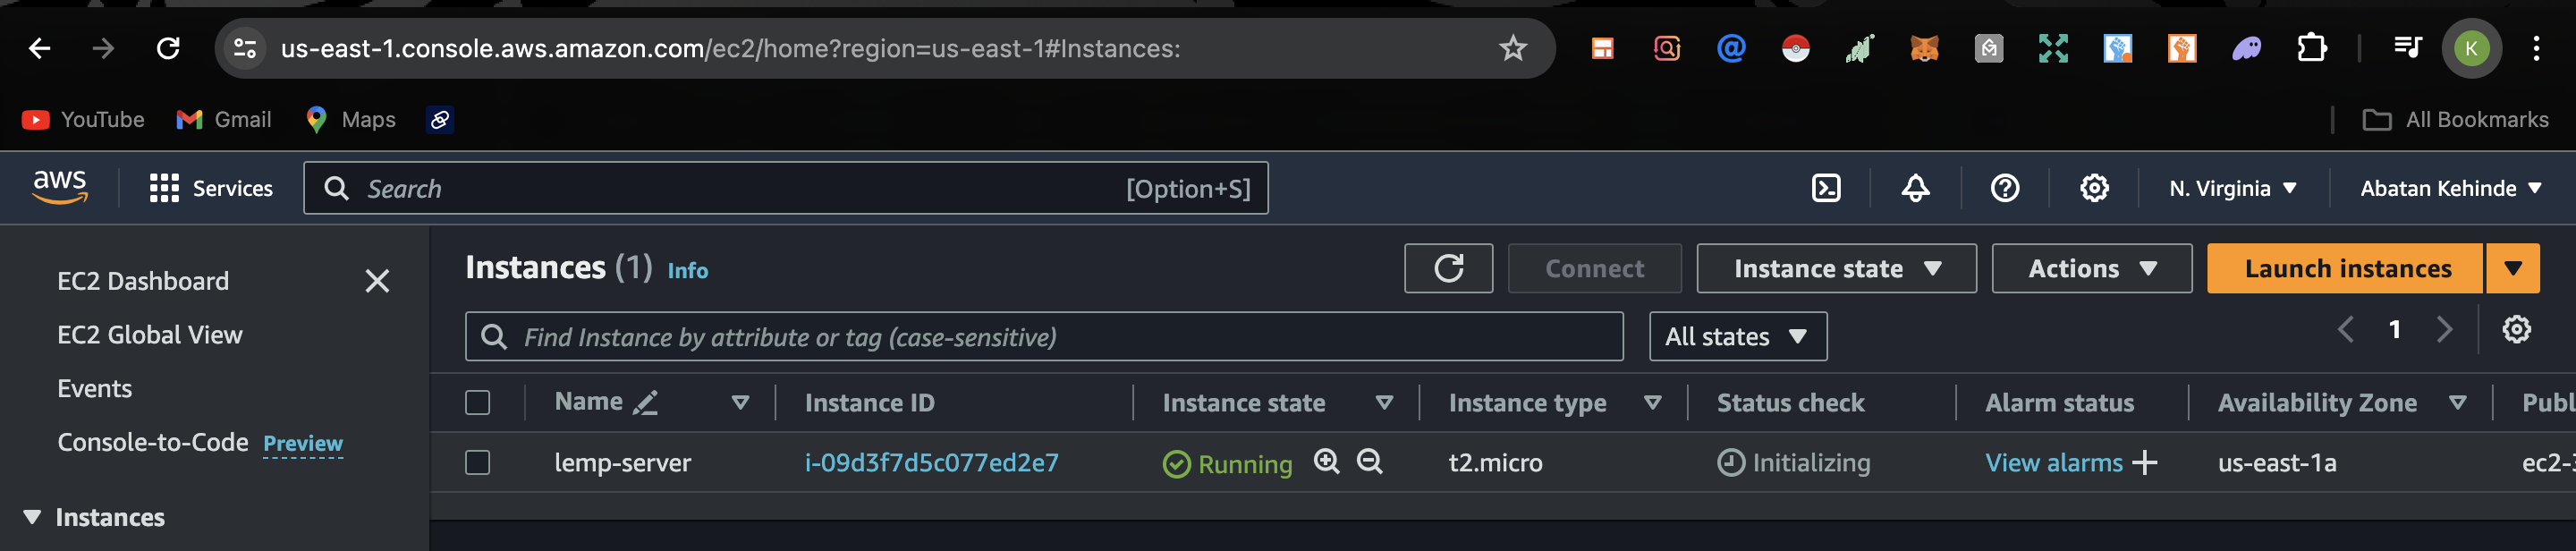 us-east-1.console.aws.amazon.com/ec2/home?region=us-east-1#Instances:
K
YouTube
Gmail
Maps
All Bookmarks
aws
Services
Search
[Option+S]
N. Virginia
Abatan Kehinde
EC2 Dashboard
EC2 Global View
Events
Console-to-Code Preview
Instances
Instances (1) Info
Connect
Instance state
Actions
Launch instances
Find Instance by attribute or tag (case-sensitive)
All states
1
Name Instance ID Instance state Instance type Status check Alarm status Availability Zone Publ
lemp-server i-09d3f7d5c077ed2e7 Running t2.micro Initializing View alarms + us-east-1a ec2-3